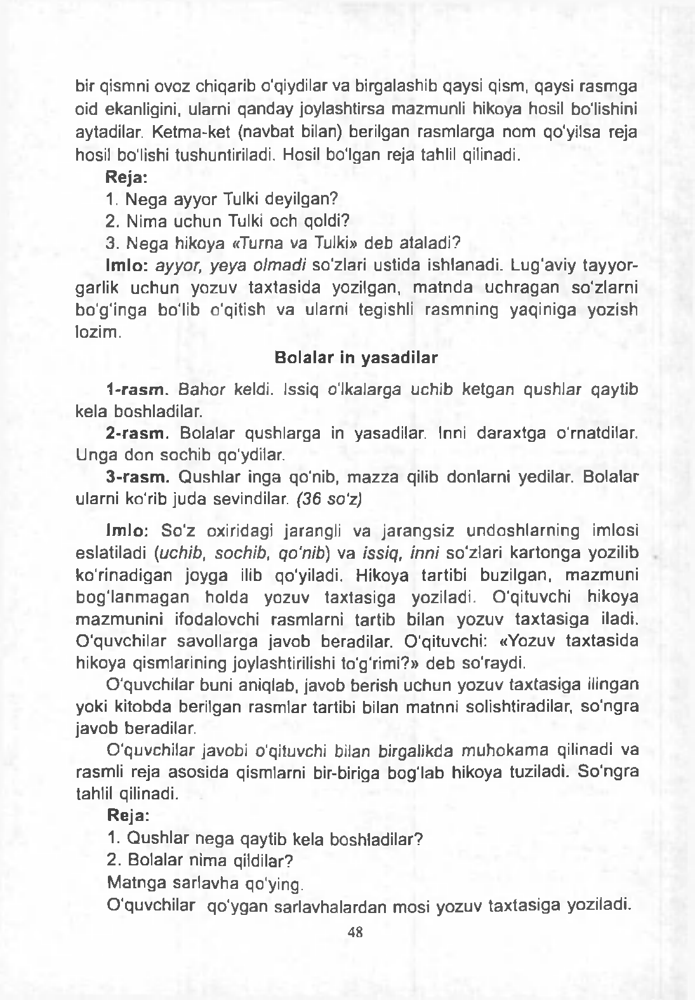 bir qismni ovoz chiqarib o'qiydilar va birgalashib qaysi qism, qaysi rasmga
oid ekanligini, ularni qanday joylashtirsa mazmunli hikoya hosil bo'lishini
aytadilar. Ketma-ket (navbat bilan) berilgan rasmlarga nom qo'yilsa reja
hosil bo'lishi tushuntiriladi. Hosil bo'lgan reja tahlil qilinadi.
Reja:
1. Nega ayyor Tulki deyilgan?
2. Nima uchun Tulki och qoldi?
3. Nega hikoya «Turna va Tulki» deb ataladi?
Imlo: ayyor, yeya olmadi so'zlari ustida ishlanadi. Lug'aviy tayyor-
garlik uchun yozuv taxtasida yozilgan, matnda uchragan so'zlarni
bo'g'inga bo'lib o'qitish va ularni tegishli rasmning yaqiniga yozish
lozim.
Bolalar in yasadilar
1-rasm. Bahor keldi. Issiq o'lkalarga uchib ketgan qushlar qaytib
kela boshladilar.
2-rasm. Bolalar qushlarga in yasadilar. Inni daraxtga o'rnatdilar.
Unga don sochib qo'ydilar.
3-rasm. Qushlar inga qo'nib, mazza qilib donlarni yedilar. Bolalar
ularni ko'rib juda sevindilar. (36 so'z)
Imlo: So'z oxiridagi jarangli va jarangsiz undoshlarning imlosi
eslatiladi (uchib, sochib, qo'nib) va issiq, inni so'zlari kartonga yozilib
ko'rinadigan joyga ilib qo'yiladi. Hikoya tartibi buzilgan, mazmuni
bog'lanmagan holda yozuv taxtasiga yoziladi. O'qituvchi hikoya
mazmunini ifodalovchi rasmlarni tartib bilan yozuv taxtasiga iladi.
O'quvchilar savollarga javob beradilar. O'qituvchi: «Yozuv taxtasida
hikoya qismlarining joylashtirilishi to'g'rimi?» deb so'raydi.
O'quvchilar buni aniqlab, javob berish uchun yozuv taxtasiga ilingan
yoki kitobda berilgan rasmlar tartibi bilan matnni solishtiradilar, so'ngra
javob beradilar.
O'quvchilar javobi o'qituvchi bilan birgalikda muhokama qilinadi va
rasmli reja asosida qismlarni bir-biriga bog'lab hikoya tuziladi. So'ngra
tahlil qilinadi.
Reja:
1. Qushlar nega qaytib kela boshladilar?
2. Bolalar nima qildilar?
Matnga sarlavha qo'ying.
O'quvchilar qo'ygan sarlavhalardan mosi yozuv taxtasiga yoziladi.
48